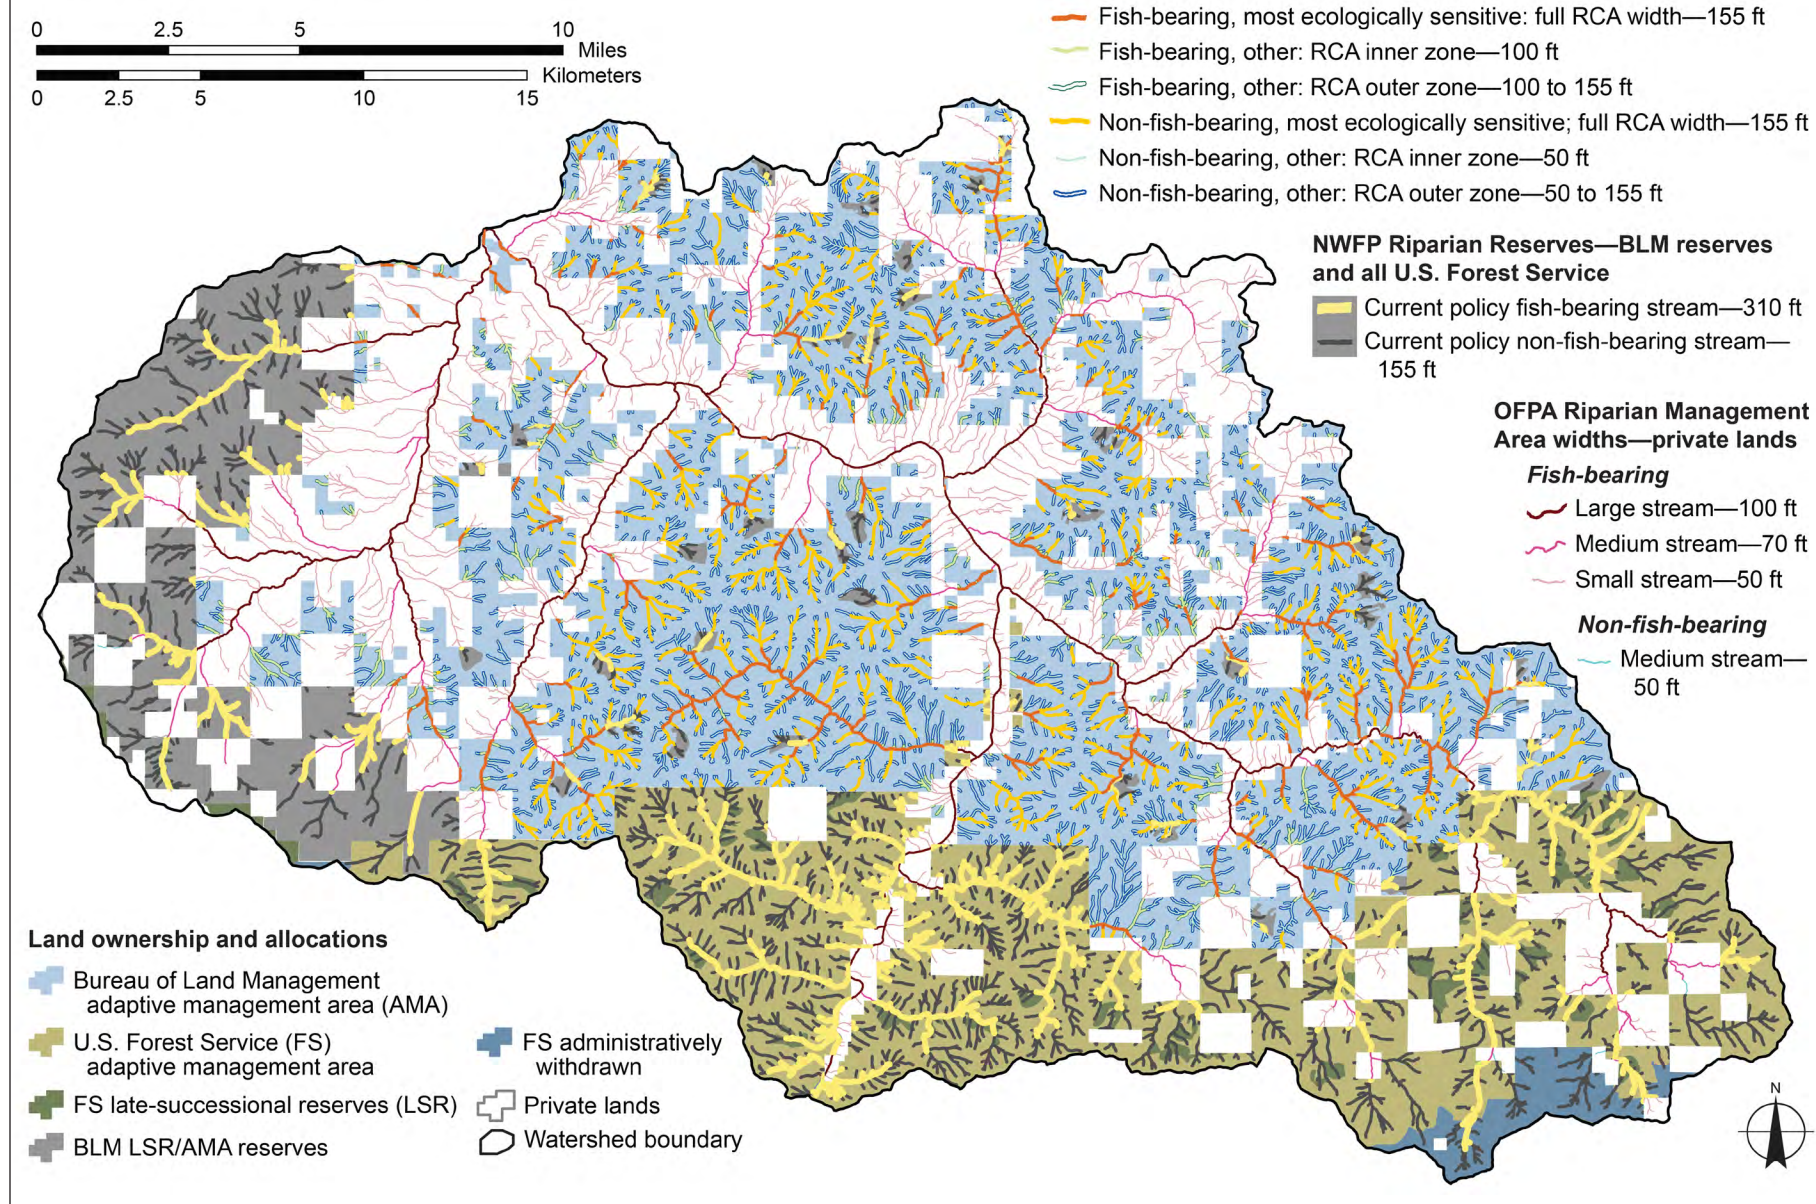 0 2.5 5 10
Miles
Kilometers
0 2.5 5 10 15
Fish-bearing, most ecologically sensitive: full RCA width—155 ft
Fish-bearing, other: RCA inner zone—100 ft
Fish-bearing, other: RCA outer zone—100 to 155 ft
Non-fish-bearing, most ecologically sensitive; full RCA width—155 ft
Non-fish-bearing, other: RCA inner zone—50 ft
Non-fish-bearing, other: RCA outer zone—50 to 155 ft
NWFP Riparian Reserves—BLM reserves
and all U.S. Forest Service
Current policy fish-bearing stream—310 ft
Current policy non-fish-bearing stream—
155 ft
OFPA Riparian Management
Area widths—private lands
Fish-bearing
Large stream—100 ft
Medium stream—70 ft
Small stream—50 ft
Non-fish-bearing
Medium stream—
50 ft
Land ownership and allocations
Bureau of Land Management
adaptive management area (AMA)
U.S. Forest Service (FS)
adaptive management area
FS late-successional reserves (LSR)
BLM LSR/AMA reserves
FS administratively
withdrawn
Private lands
Watershed boundary
N